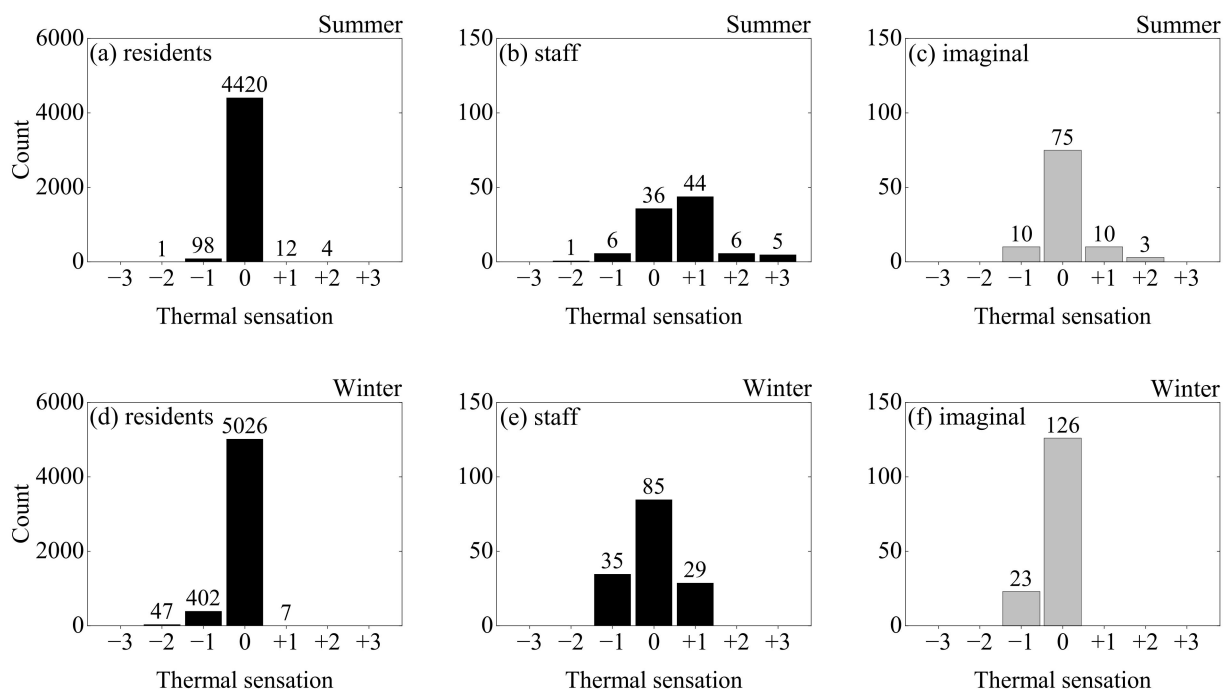 Summer
(a) residents
6000
4000
2000
0
Count
4420
1
98
12
4
−3 −2 −1 0 +1 +2 +3
Thermal sensation
Summer
(b) staff
150
100
50
0
1
6
36
44
6
5
−3 −2 −1 0 +1 +2 +3
Thermal sensation
Summer
(c) imaginal
150
100
50
0
10
75
10
3
−3 −2 −1 0 +1 +2 +3
Thermal sensation
Winter
(d) residents
6000
4000
2000
0
Count
5026
47
402
7
−3 −2 −1 0 +1 +2 +3
Thermal sensation
Winter
(e) staff
150
100
50
0
35
85
29
−3 −2 −1 0 +1 +2 +3
Thermal sensation
Winter
(f) imaginal
150
100
50
0
23
126
−3 −2 −1 0 +1 +2 +3
Thermal sensation